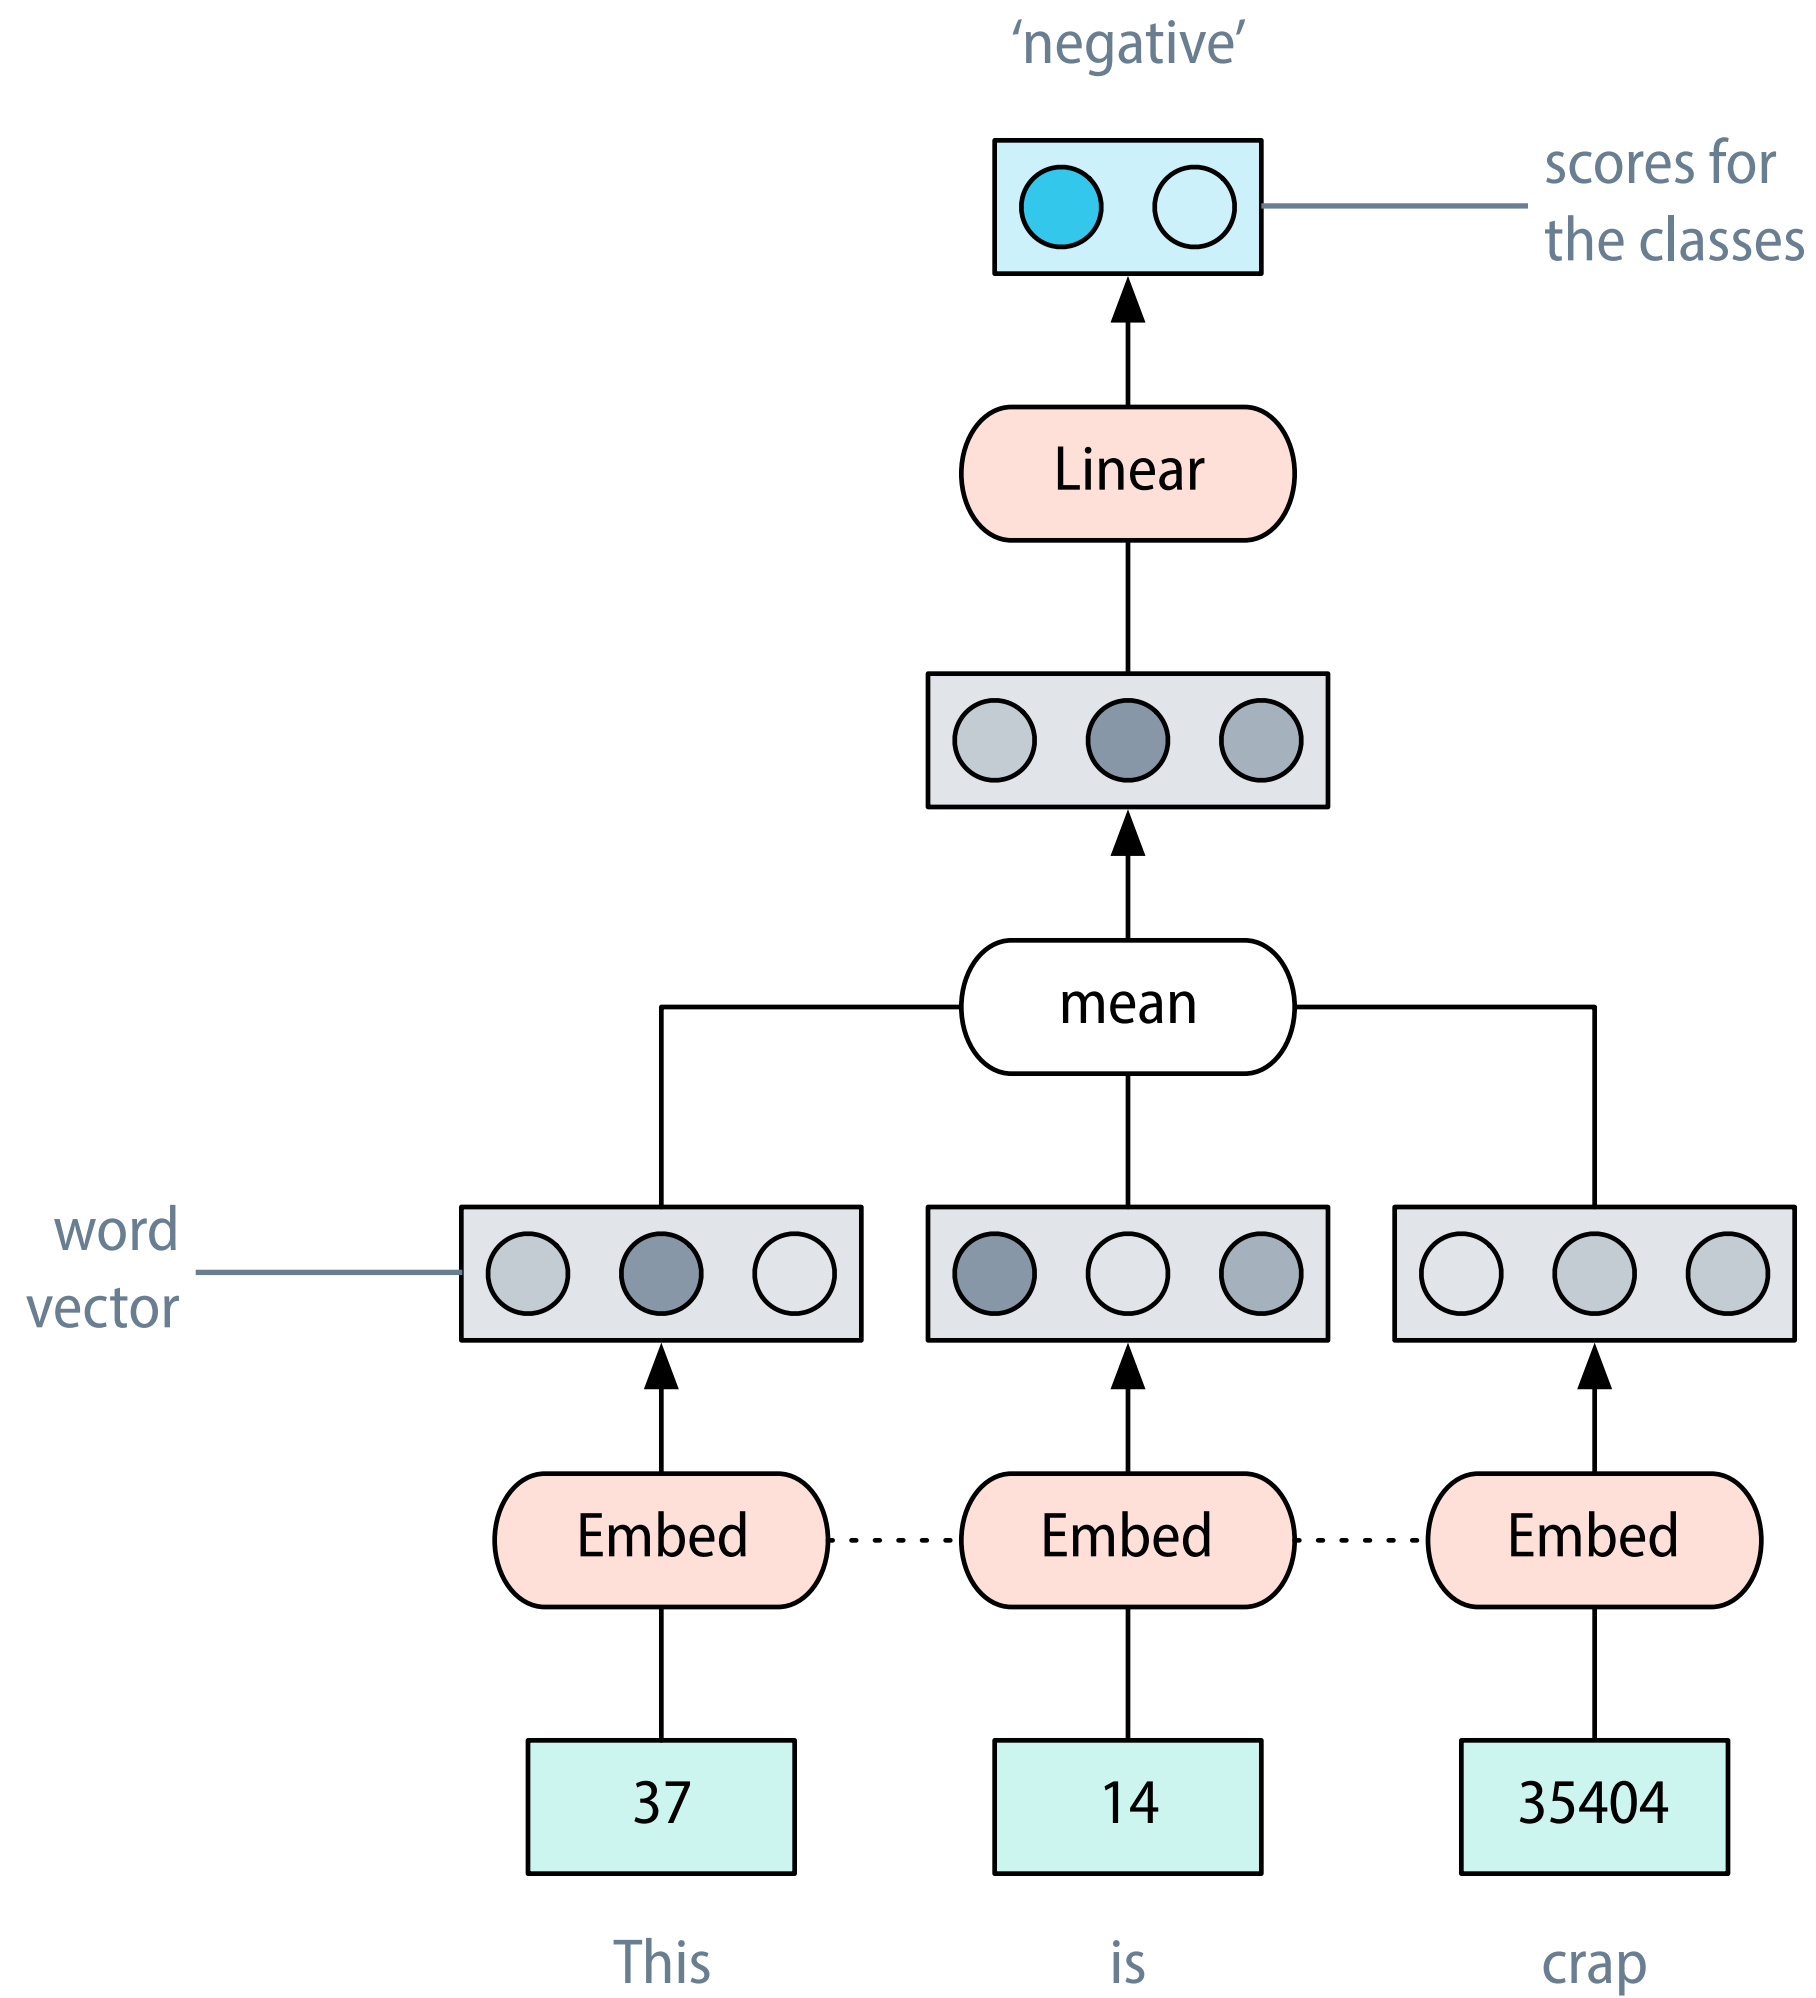 ‘negative’
scores for
the classes
Linear
mean
word
vector
Embed
Embed
Embed
37
14
35404
This
is
crap